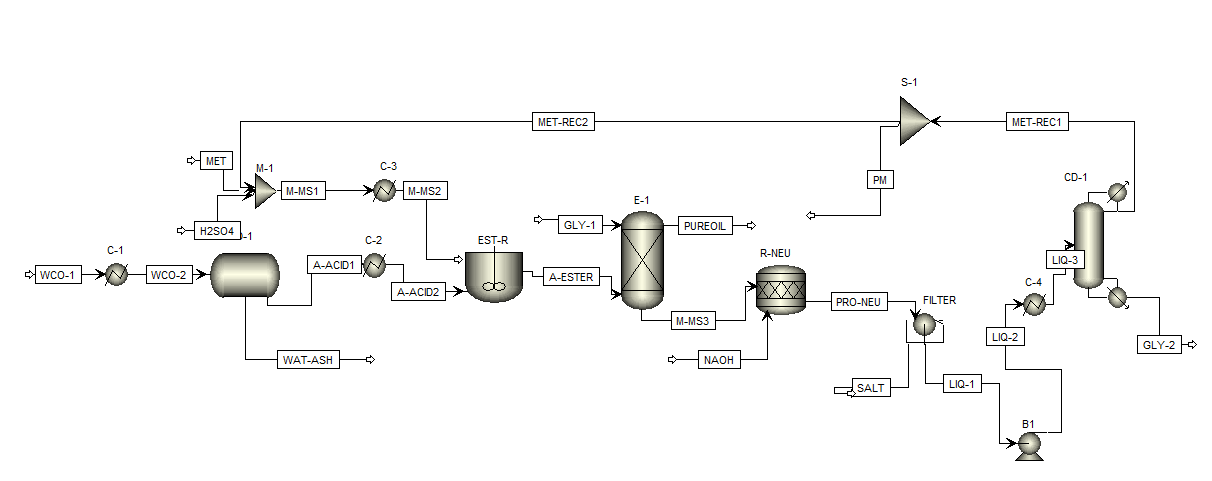 S-1
MET-REC2
MET-REC1
MET
M-1
C-3
M-MS1
M-MS2
PM
CD-1
H2SO4
-1
E-1
GLY-1
PUREOIL
C-1
C-2
EST-R
R-NEU
WCO-1
WCO-2
A-ACID1
A-ACID2
A-ESTER
LIQ-3
C-4
M-MS3
PRO-NEU
FILTER
LIQ-2
GLY-2
WAT-ASH
NAOH
SALT
LIQ-1
B1